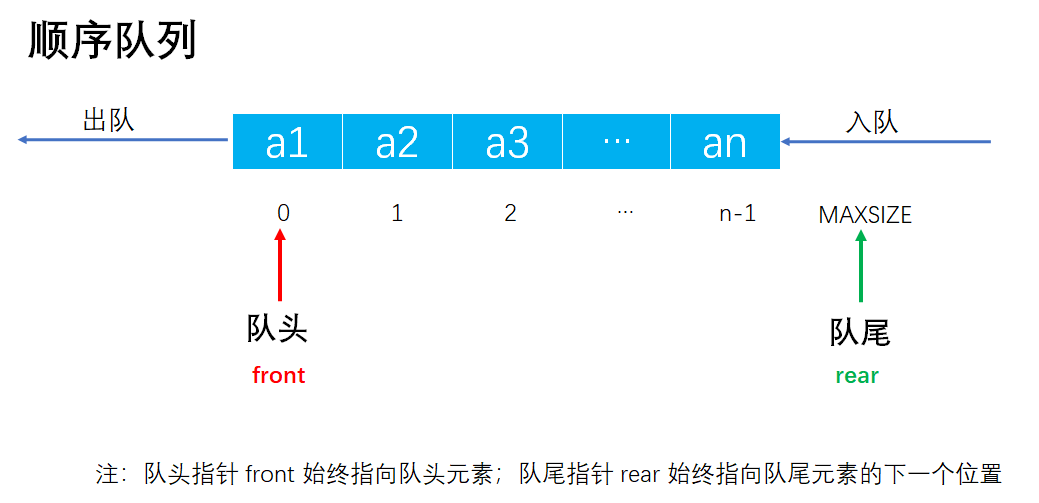 顺序队列
出队
入队
a1 a2 a3 ··· an
0 1 2 ··· n-1 MAXSIZE
队头 队尾
front rear
注：队头指针 front 始终指向队头元素；队尾指针 rear 始终指向队尾元素的下一个位置